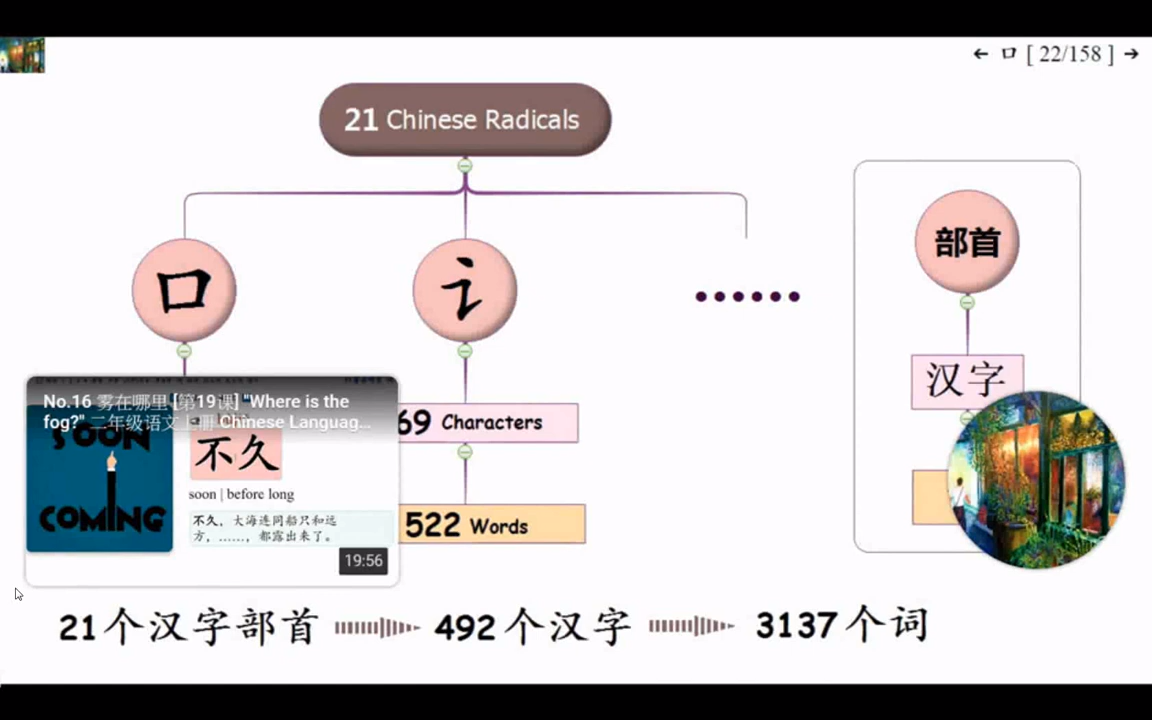 ← 口 [ 22/158 ] →
21 Chinese Radicals
口
讠
......
部首
汉字
69 Characters
522 Words
No.16 雾在哪里 [第19课] "Where is the
fog?" 二年级语文上册 Chinese Languag...
SOON
COMING
不久
soon | before long
不久，大海连同船只和远
方，……，都露出来了。
19:56
21个汉字部首
492个汉字
3137个词